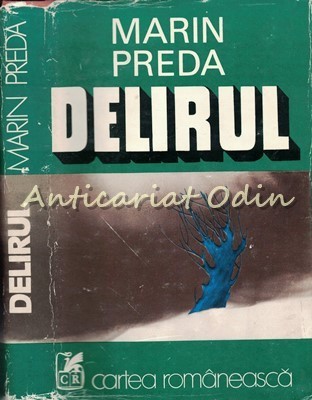 MARIN PREDA
DELIRUL
MARIN
PREDA
DELIRUL
Anticariat Odin
CR
cartea românească